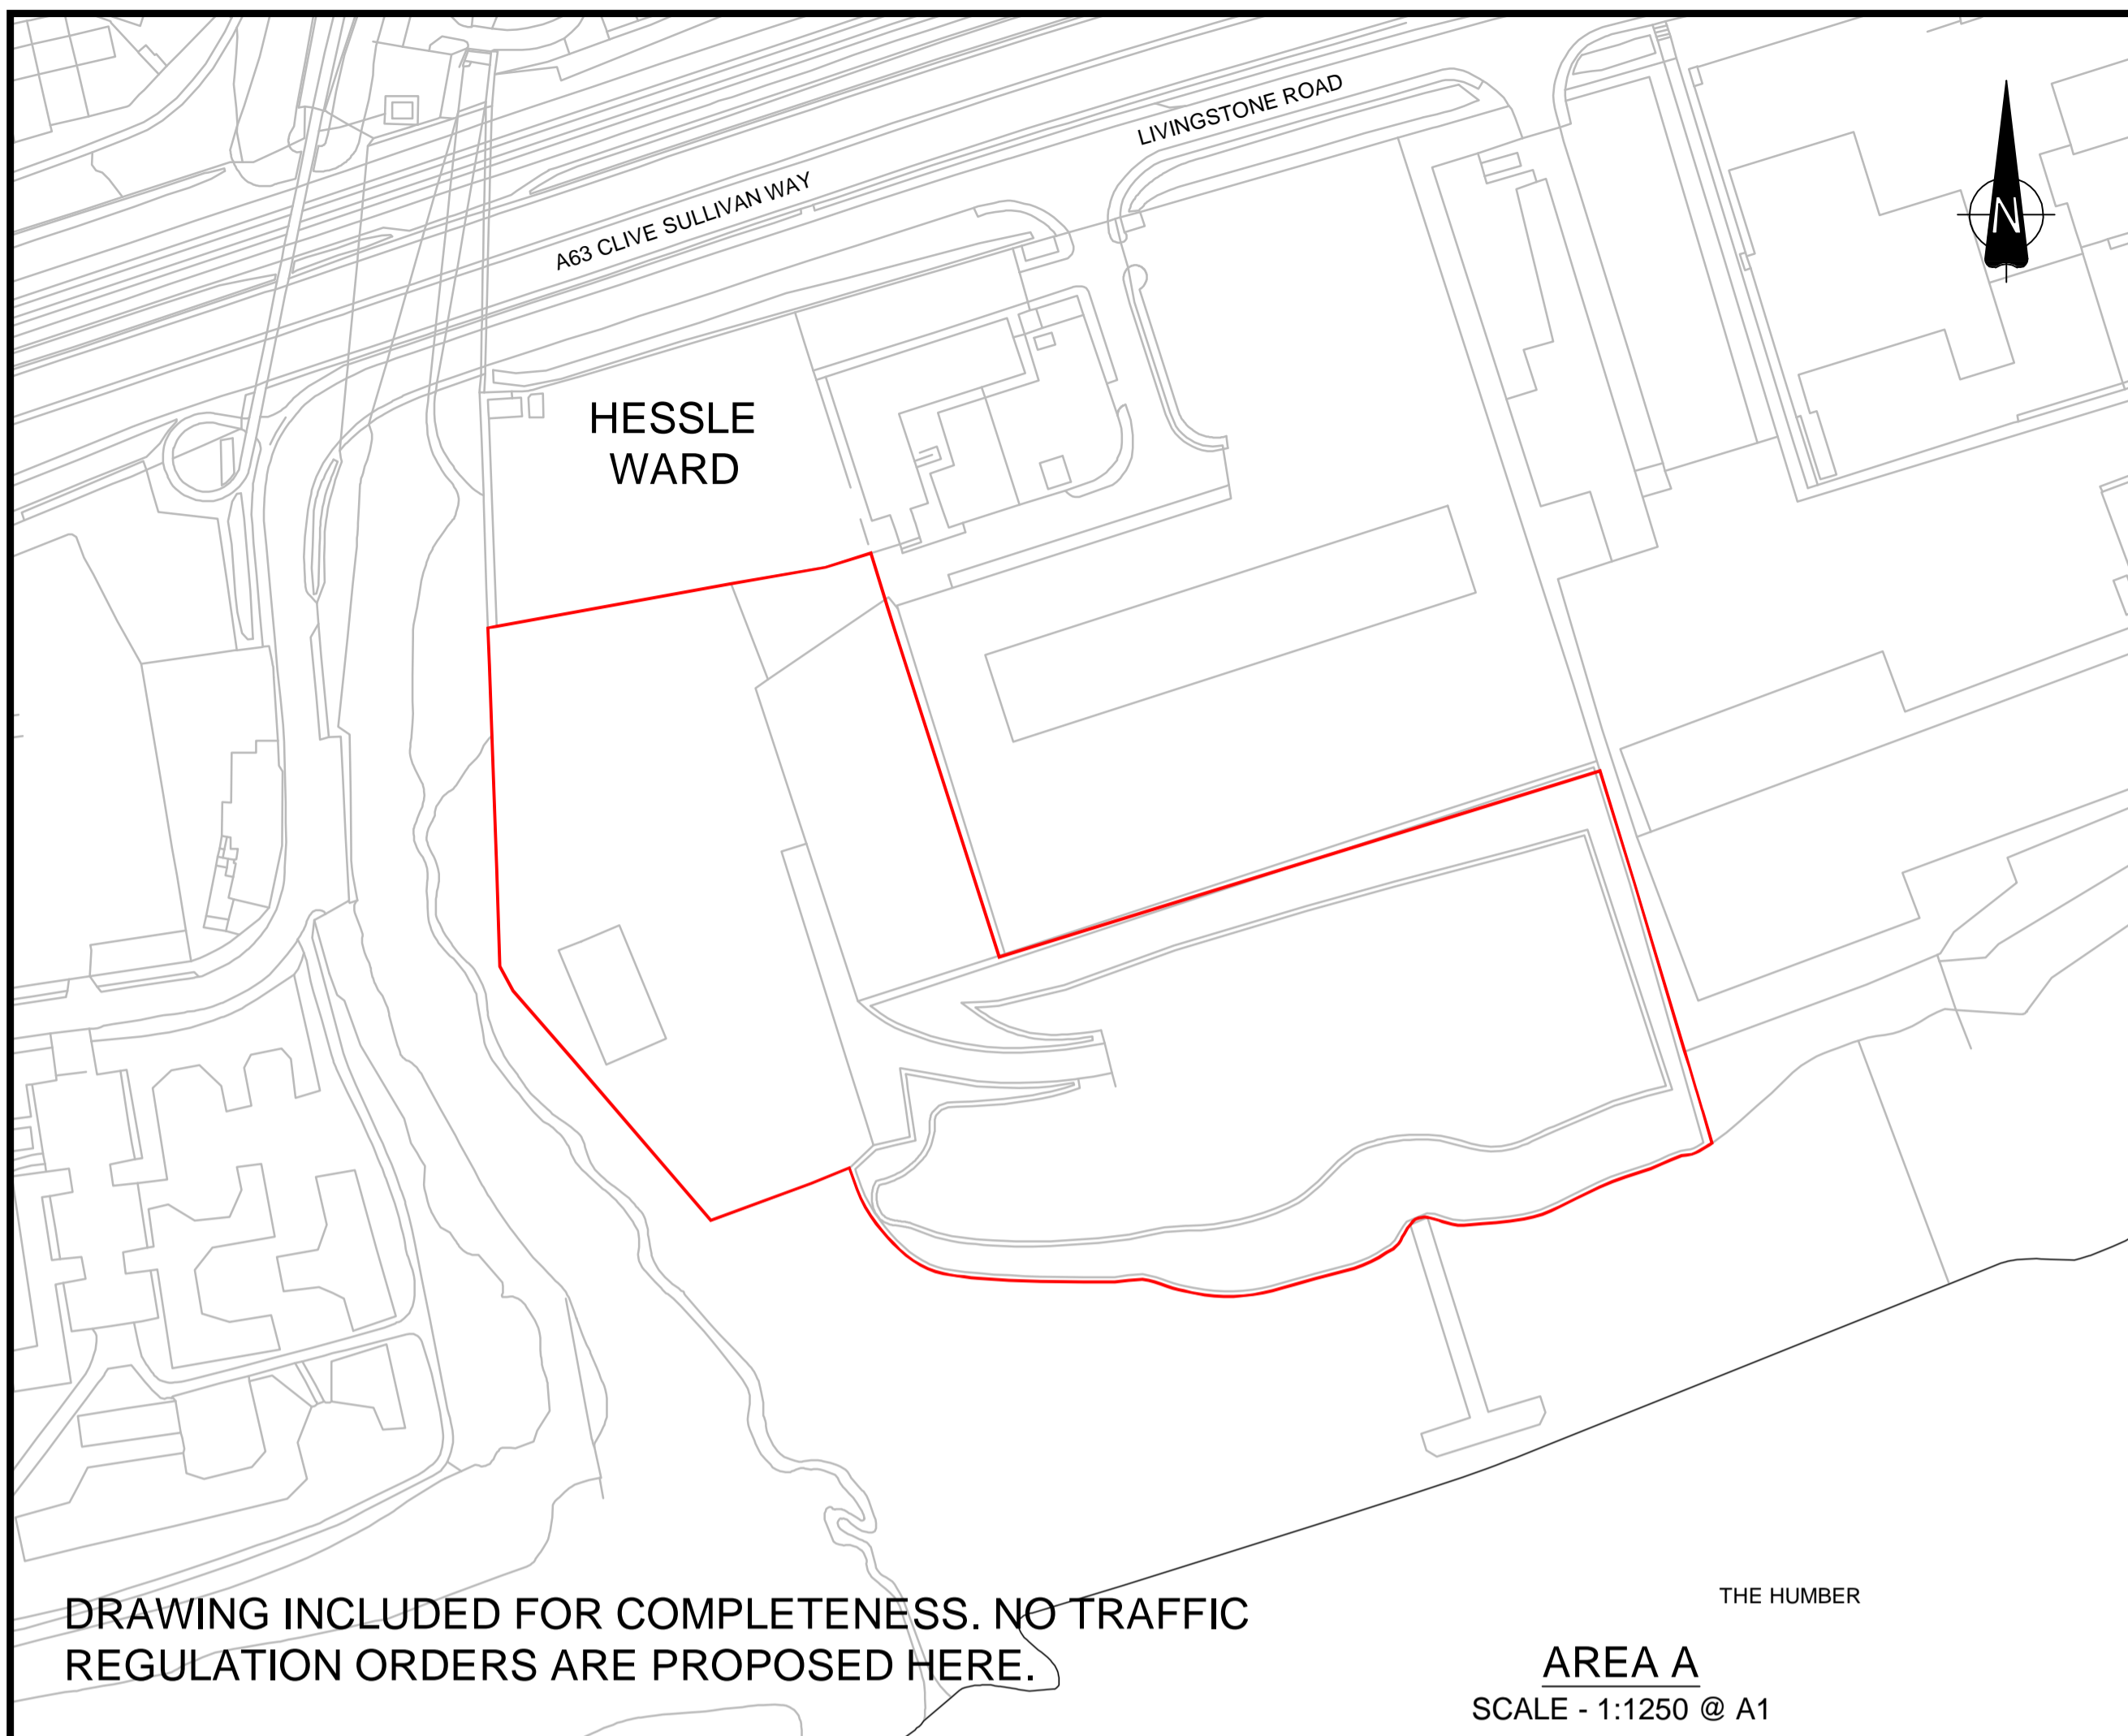 LIVINGSTONE ROAD
A63 CLIVE SULLIVAN WAY
N
HESSLE
WARD
THE HUMBER
DRAWING INCLUDED FOR COMPLETENESS. NO TRAFFIC
REGULATION ORDERS ARE PROPOSED HERE.
AREA A
SCALE - 1:1250 @ A1